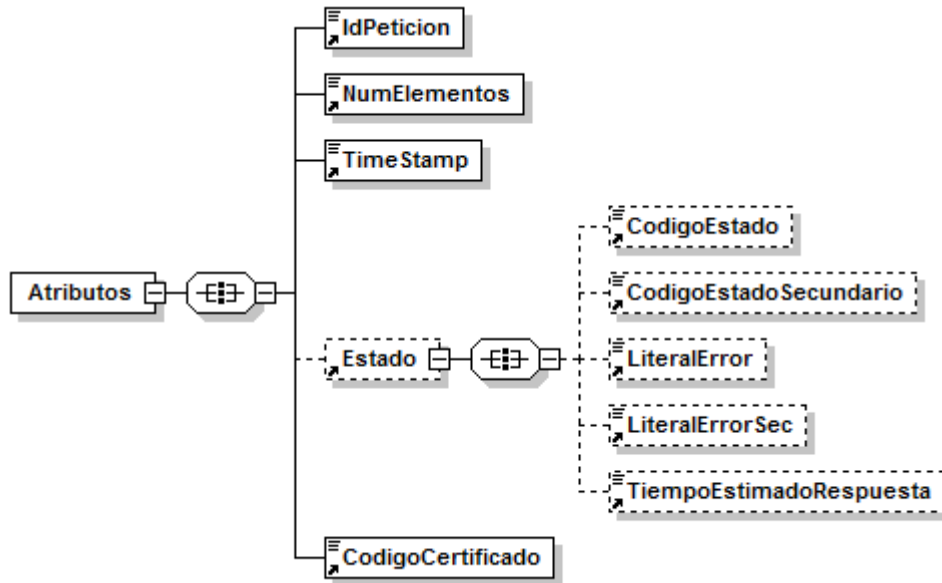 IdPeticion
NumElementos
TimeStamp
CodigoEstado
CodigoEstadoSecundario
Atributos
Estado
LiteralError
LiteralErrorSec
TiempoEstimadoRespuesta
CodigoCertificado